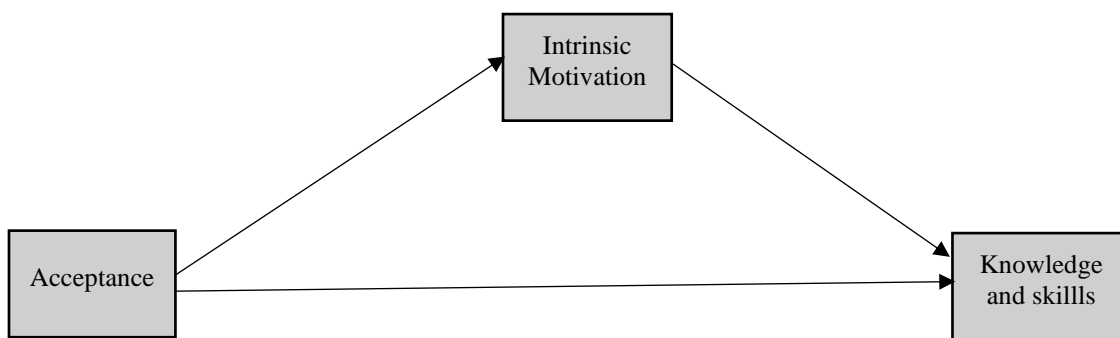 Intrinsic
Motivation
Acceptance
Knowledge
and skillls